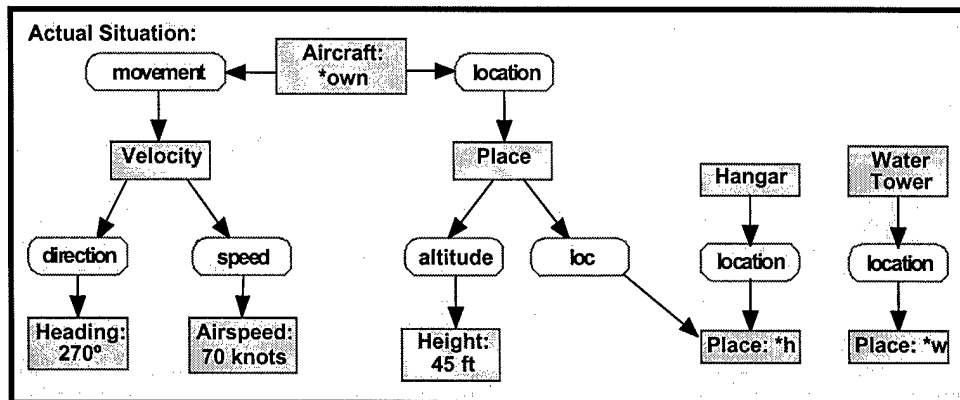 Actual Situation:
Aircraft:
*own
movement
location
Velocity
Place
Hangar
Water
Tower
direction
speed
altitude
loc
location
location
Heading:
270º
Airspeed:
70 knots
Height:
45 ft
Place: *h
Place: *w